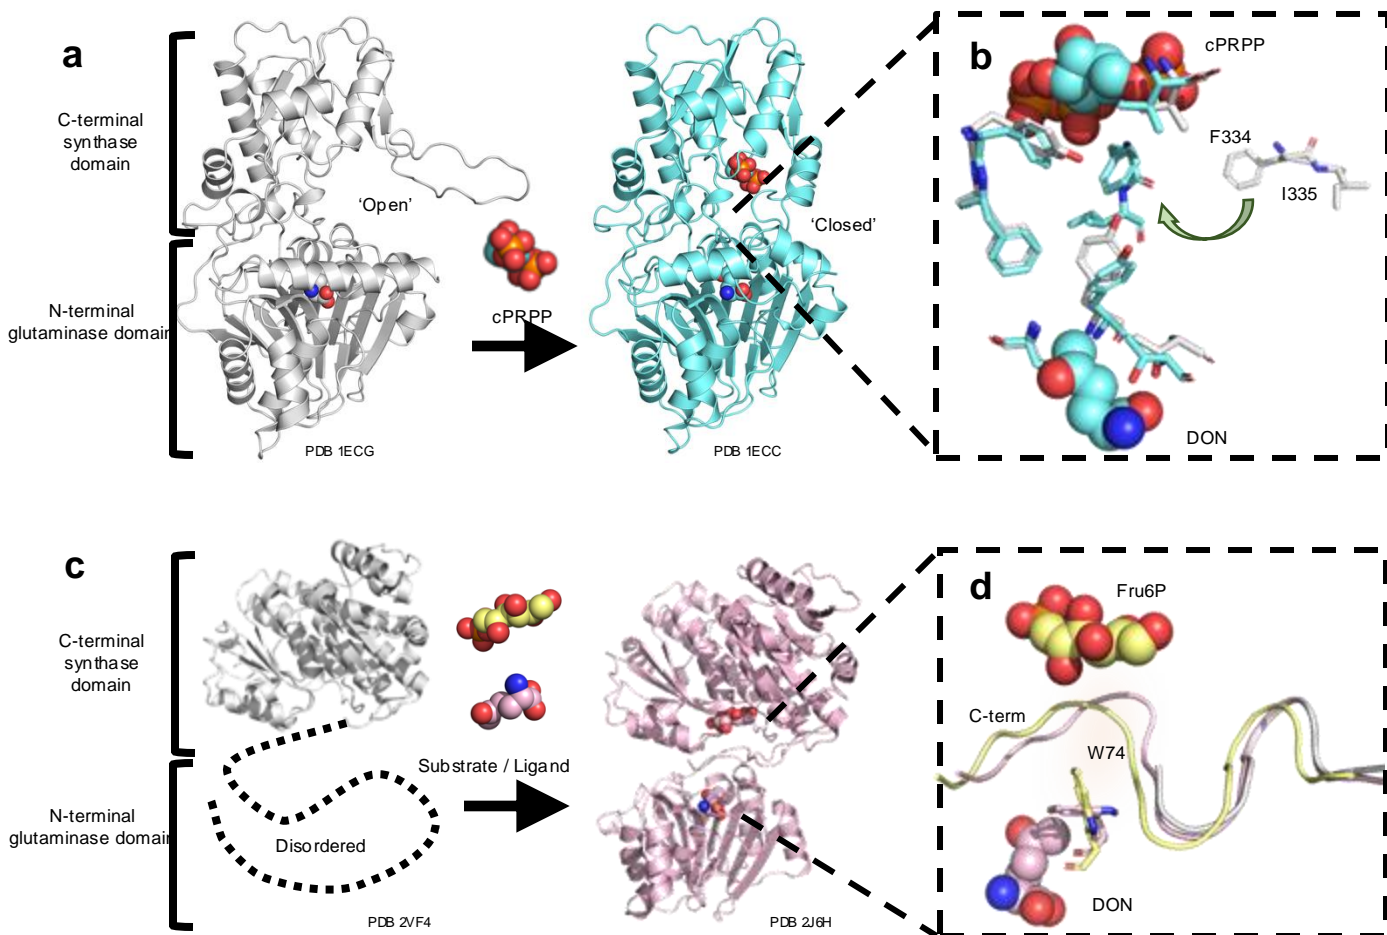 a
C-terminal
synthase
domain
'Open'
N-terminal
glutaminase domain
cPRPP
'Closed'
PDB 1ECG
PDB 1ECC
b
cPRPP
F334
I335
DON
c
C-terminal
synthase
domain
Substrate / Ligand
N-terminal
glutaminase domain
Disordered
PDB 2VF4
PDB 2J6H
d
Fru6P
C-term
W74
DON